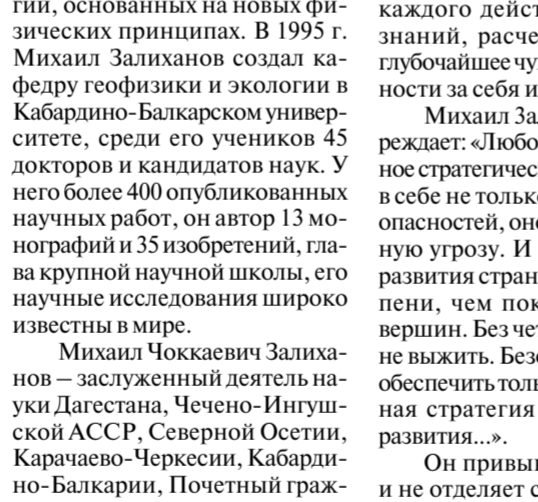 гии, основанных на новых фи-
зических принципах. В 1995 г.
Михаил Залиханов создал ка-
федру геофизики и экологии в
Кабардино-Балкарском универ-
ситете, среди его учеников 45
докторов и кандидатов наук. У
него более 400 опубликованных
научных работ, он автор 13 мо-
нографий и 35 изобретений, гла-
ва крупной научной школы, его
научные исследования широко
известны в мире.
Михаил Чоккаевич Залиха-
нов – заслуженный деятель на-
уки Дагестана, Чечено-Ингуш-
ской АССР, Северной Осетии,
Карачаево-Черкесии, Кабарди-
но-Балкарии, Почетный граж-
каждого дейст
знаний, расче
глубочайшее чу
ности за себя и
Михаил Зал
реждает: «Любо
ное стратегичес
в себе не только
опасностей, оно
ную угрозу. И
развития стран
пени, чем пок
вершин. Без чет
не выжить. Безо
обеспечить толь
ная стратегия
развития...».
Он привык
и не отделяет с